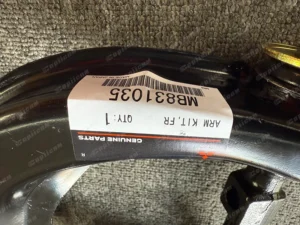 MB831035
ARM KIT, FR
QTY: 1
GENUINE PARTS